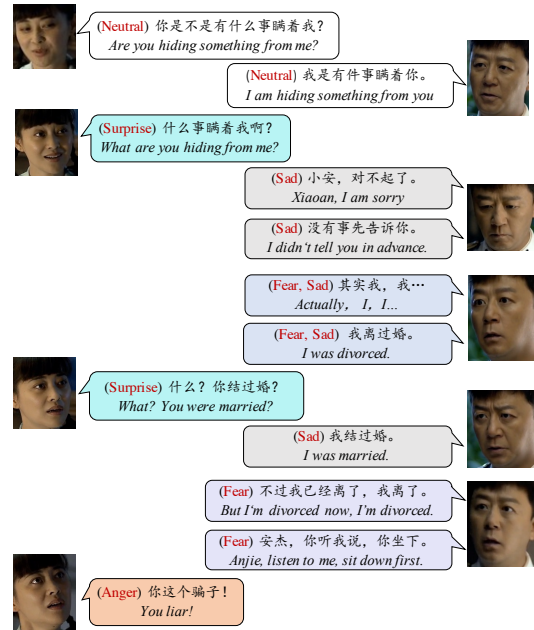 (Neutral) 你是不是有什么事瞒着我？
Are you hiding something from me?
(Neutral) 我是有件事瞒着你。
I am hiding something from you
(Surprise) 什么事瞒着我啊？
What are you hiding from me?
(Sad) 小安，对不起了。
Xiaoan, I am sorry
(Sad) 没有事先告诉你。
I didn't tell you in advance.
(Fear, Sad) 其实我，我…
Actually， I，I...
(Fear, Sad) 我离过婚。
I was divorced.
(Surprise) 什么？你结过婚？
What? You were married?
(Sad) 我结过婚。
I was married.
(Fear) 不过我已经离了，我离了。
But I'm divorced now, I'm divorced.
(Fear) 安杰，你听我说，你坐下。
Anjie, listen to me, sit down first.
(Anger) 你这个骗子！
You liar!